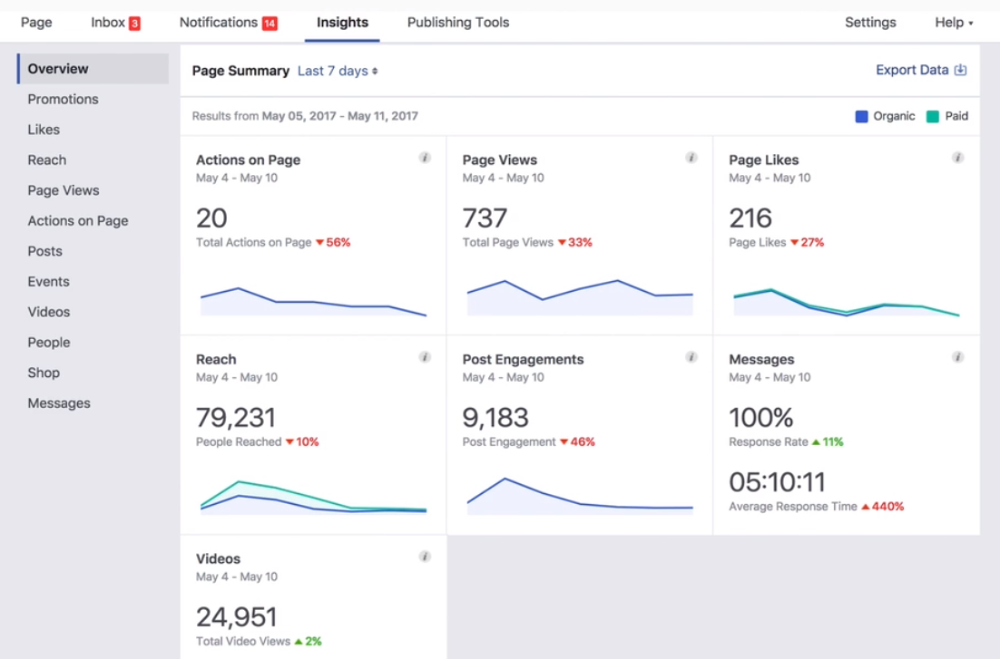 Page Inbox 3 Notifications 14 Insights Publishing Tools Settings Help
Overview
Promotions
Likes
Reach
Page Views
Actions on Page
Posts
Events
Videos
People
Shop
Messages
Page Summary Last 7 days Export Data
Results from May 05, 2017 - May 11, 2017 Organic Paid
Actions on Page
May 4 - May 10
20
Total Actions on Page ▼56%
Page Views
May 4 - May 10
737
Total Page Views ▼33%
Page Likes
May 4 - May 10
216
Page Likes ▼27%
Reach
May 4 - May 10
79,231
People Reached ▼10%
Post Engagements
May 4 - May 10
9,183
Post Engagement ▼46%
Messages
May 4 - May 10
100%
Response Rate ▲11%
05:10:11
Average Response Time ▲440%
Videos
May 4 - May 10
24,951
Total Video Views ▲2%